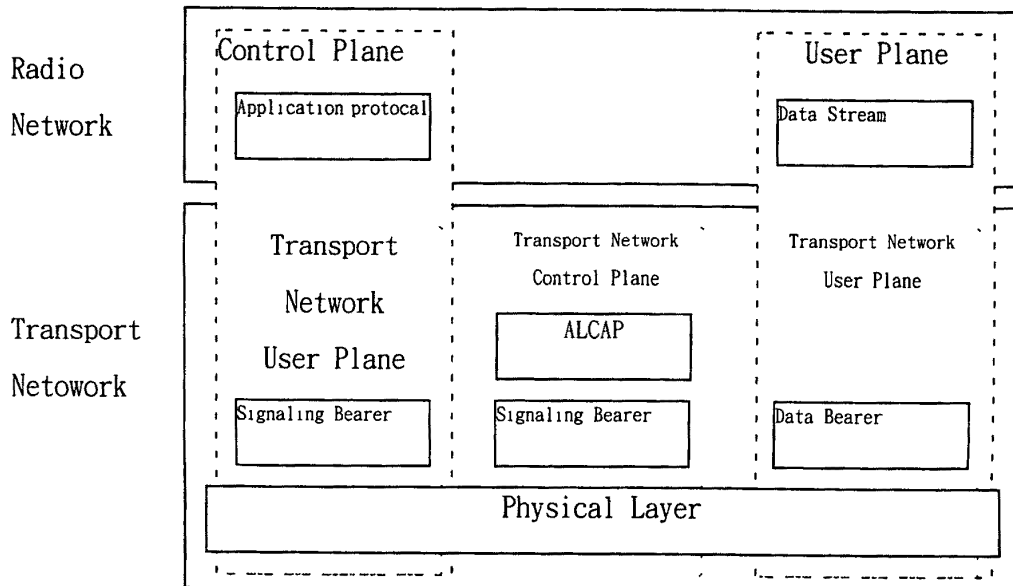 Radio
Network
Control Plane
Application protocal
User Plane
Data Stream
Transport
Netowork
Transport
Network
User Plane
Signaling Bearer
Transport Network
Control Plane
ALCAP
Signaling Bearer
Transport Network
User Plane
Data Bearer
Physical Layer